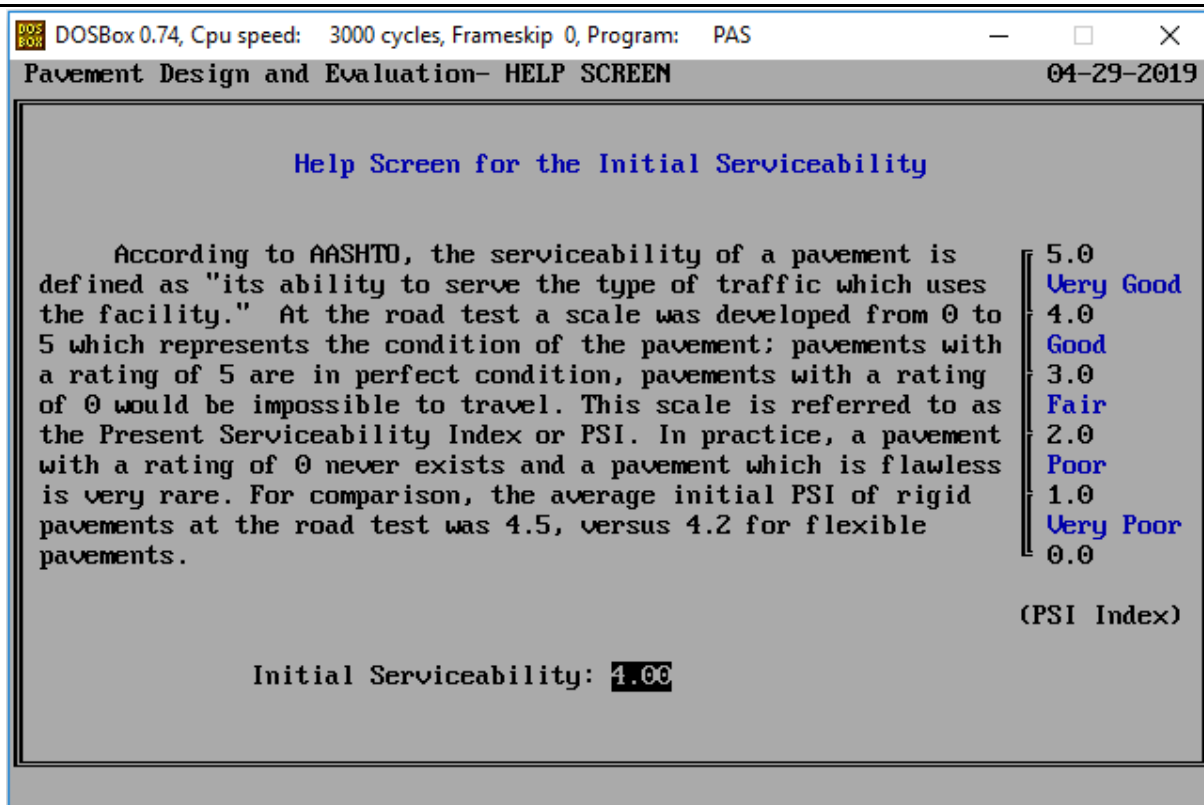 DOSBox 0.74, Cpu speed: 3000 cycles, Frameskip 0, Program: PAS
Pavement Design and Evaluation- HELP SCREEN 04-29-2019
Help Screen for the Initial Serviceability
According to AASHTO, the serviceability of a pavement is
defined as "its ability to serve the type of traffic which uses
the facility." At the road test a scale was developed from 0 to
5 which represents the condition of the pavement; pavements with
a rating of 5 are in perfect condition, pavements with a rating
of 0 would be impossible to travel. This scale is referred to as
the Present Serviceability Index or PSI. In practice, a pavement
with a rating of 0 never exists and a pavement which is flawless
is very rare. For comparison, the average initial PSI of rigid
pavements at the road test was 4.5, versus 4.2 for flexible
pavements.
5.0
Very Good
4.0
Good
3.0
Fair
2.0
Poor
1.0
Very Poor
0.0
(PSI Index)
Initial Serviceability: 4.00